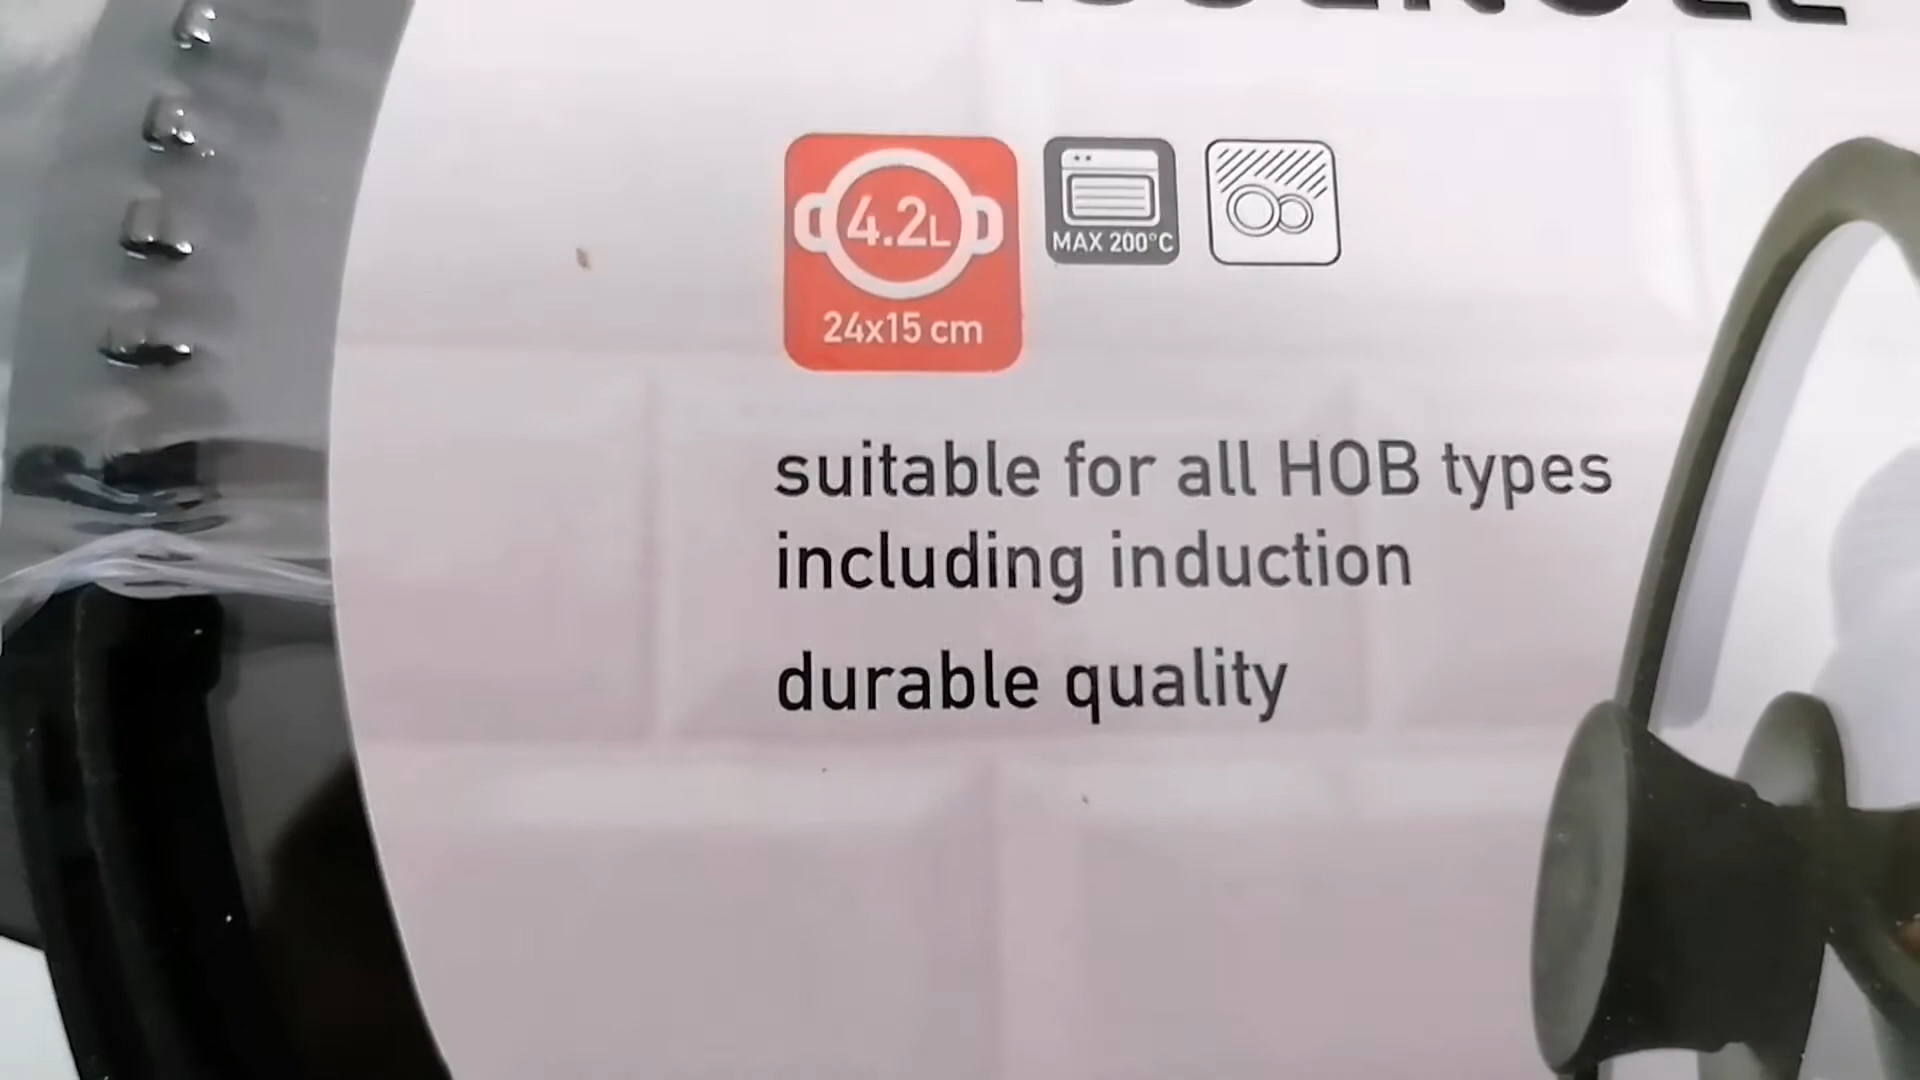 4.2L
24x15 cm
MAX 200°C
suitable for all HOB types
including induction
durable quality